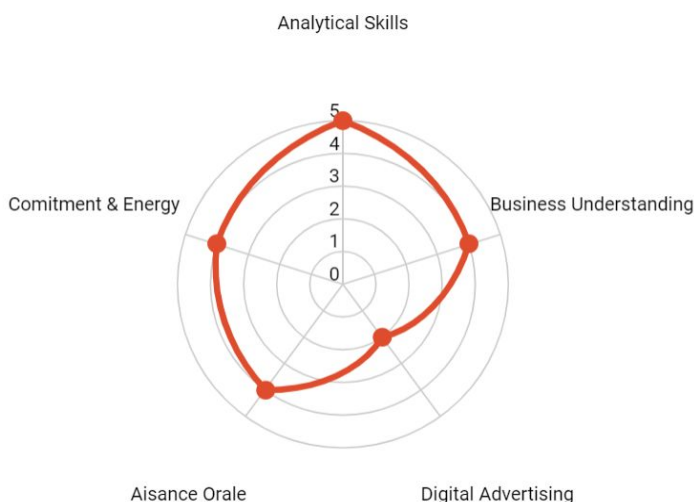 Analytical Skills
5
4
3
2
1
0
Comitment & Energy
Business Understanding
Aisance Orale
Digital Advertising